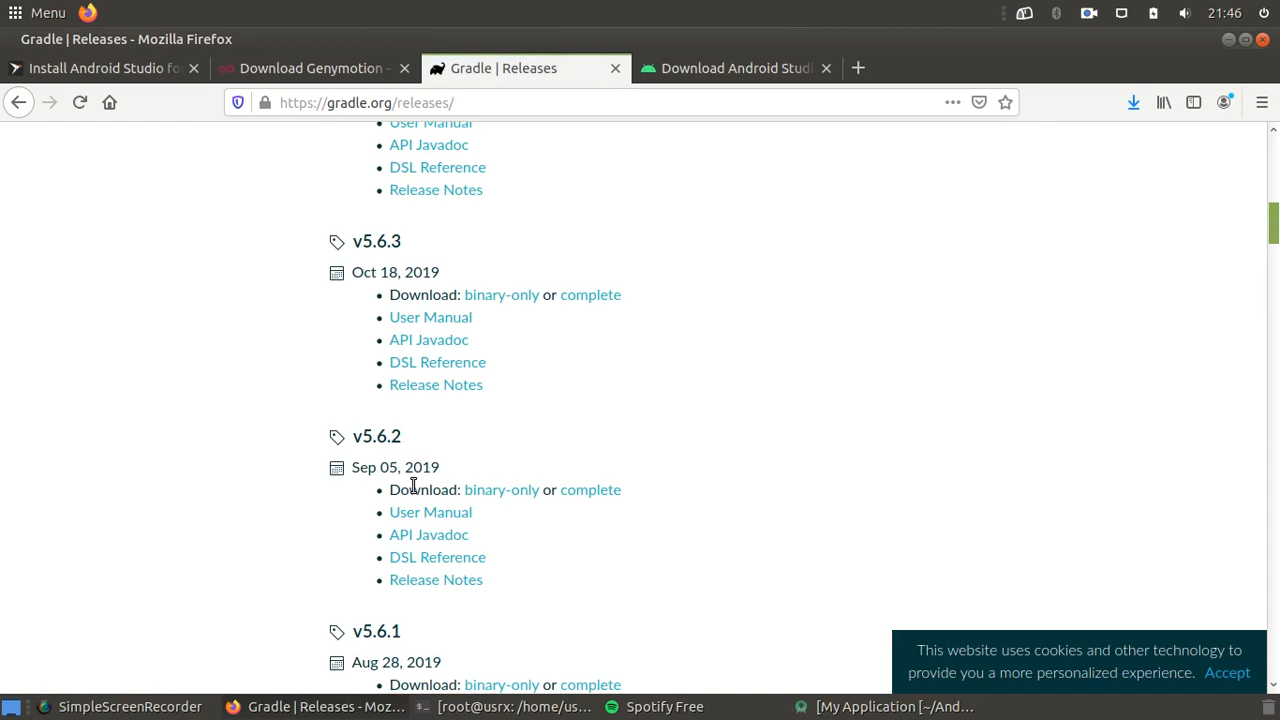 Menu 21:46
Gradle | Releases - Mozilla Firefox
Install Android Studio fo Download Genymotion - Gradle | Releases Download Android Studi
https://gradle.org/releases/
User Manual
API Javadoc
DSL Reference
Release Notes
v5.6.3
Oct 18, 2019
Download: binary-only or complete
User Manual
API Javadoc
DSL Reference
Release Notes
v5.6.2
Sep 05, 2019
Download: binary-only or complete
User Manual
API Javadoc
DSL Reference
Release Notes
v5.6.1
Aug 28, 2019
Download: binary-only or complete
This website uses cookies and other technology to
provide you a more personalized experience. Accept
SimpleScreenRecorder Gradle | Releases - Moz... [root@usrx: /home/us... Spotify Free [My Application [~/And...